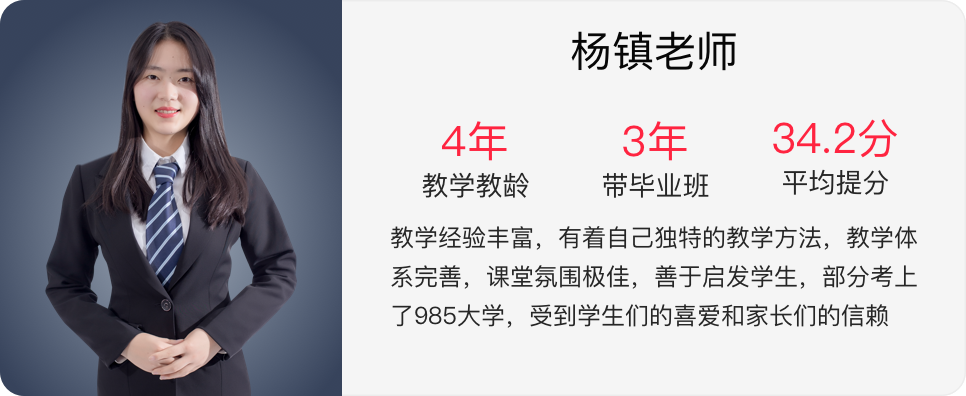 杨镇老师
4年 3年 34.2分
教学教龄 带毕业班 平均提分
教学经验丰富，有着自己独特的教学方法，教学体
系完善，课堂氛围极佳，善于启发学生，部分考上
了985大学，受到学生们的喜爱和家长们的信赖